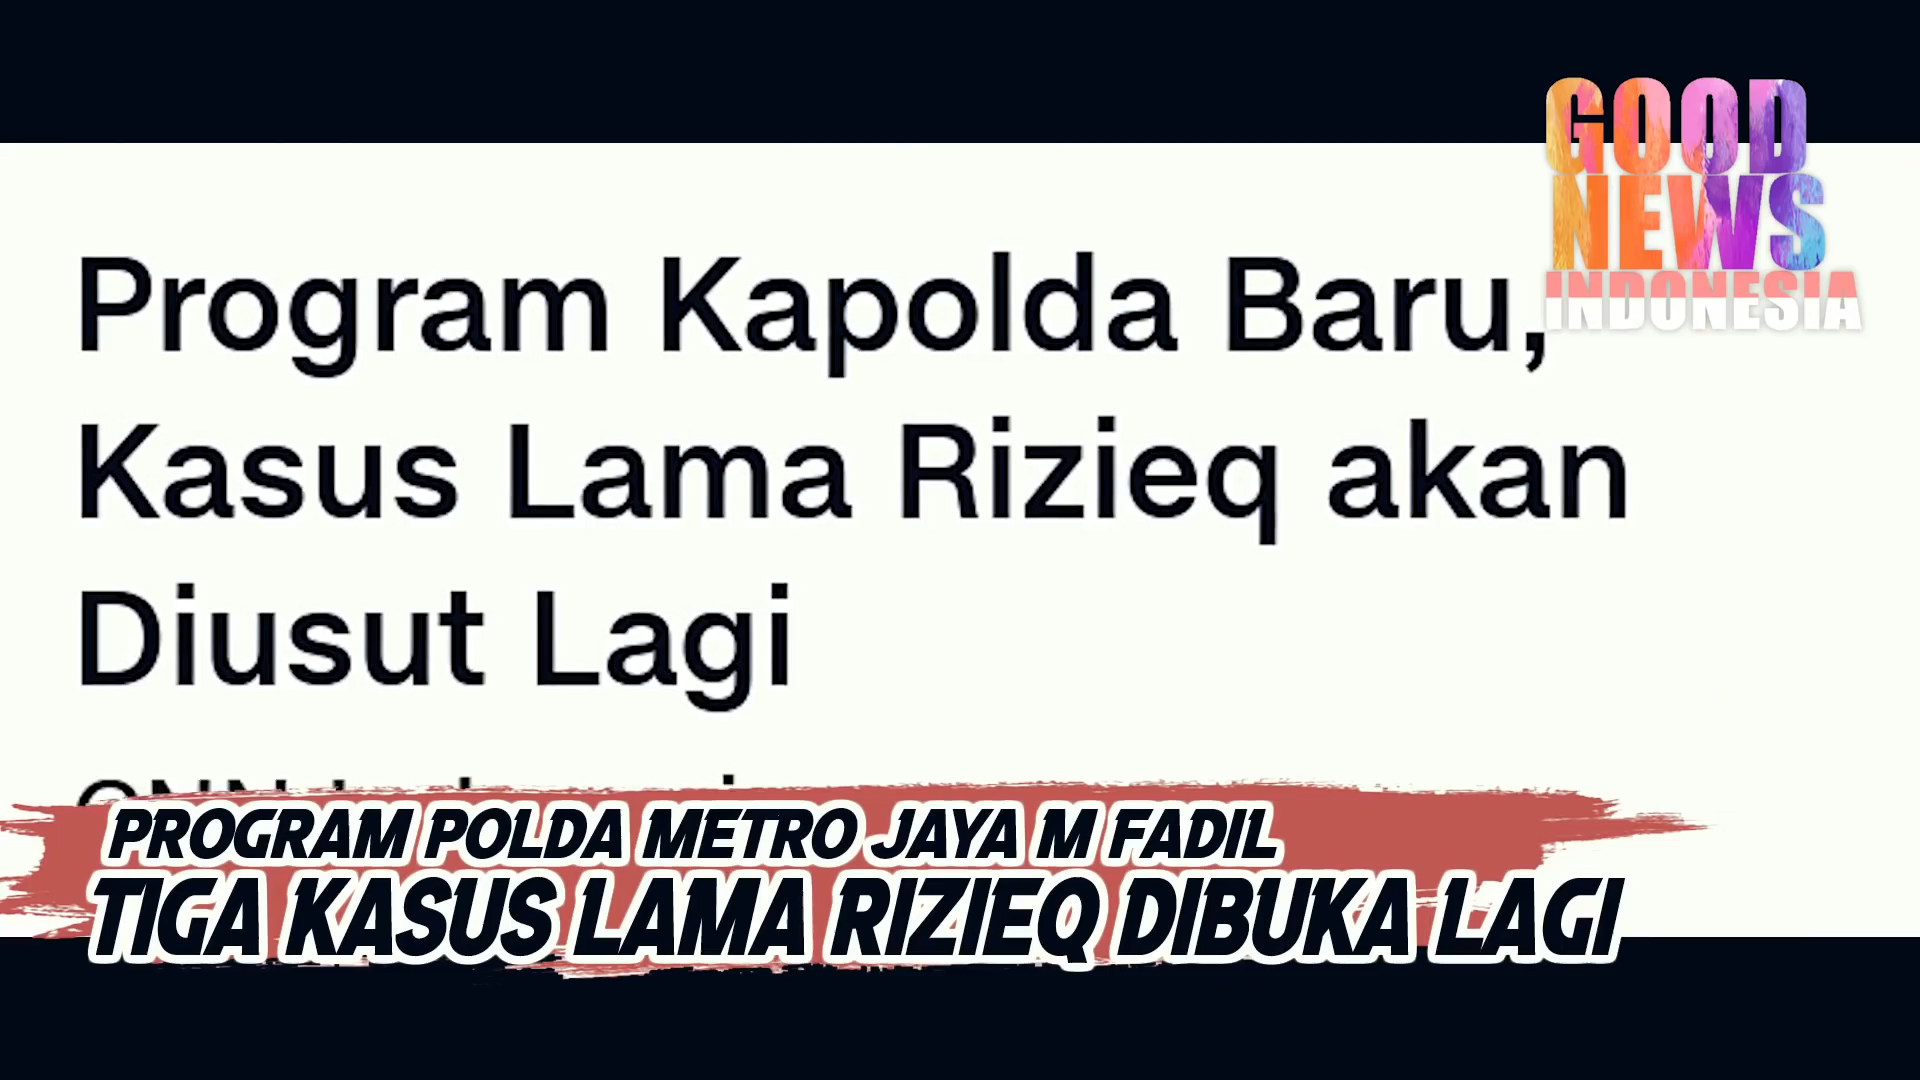 GOOD
NEWS
INDONESIA
Program Kapolda Baru,
Kasus Lama Rizieq akan
Diusut Lagi
PROGRAM POLDA METRO JAYA M FADIL
TIGA KASUS LAMA RIZIEQ DIBUKA LAGI